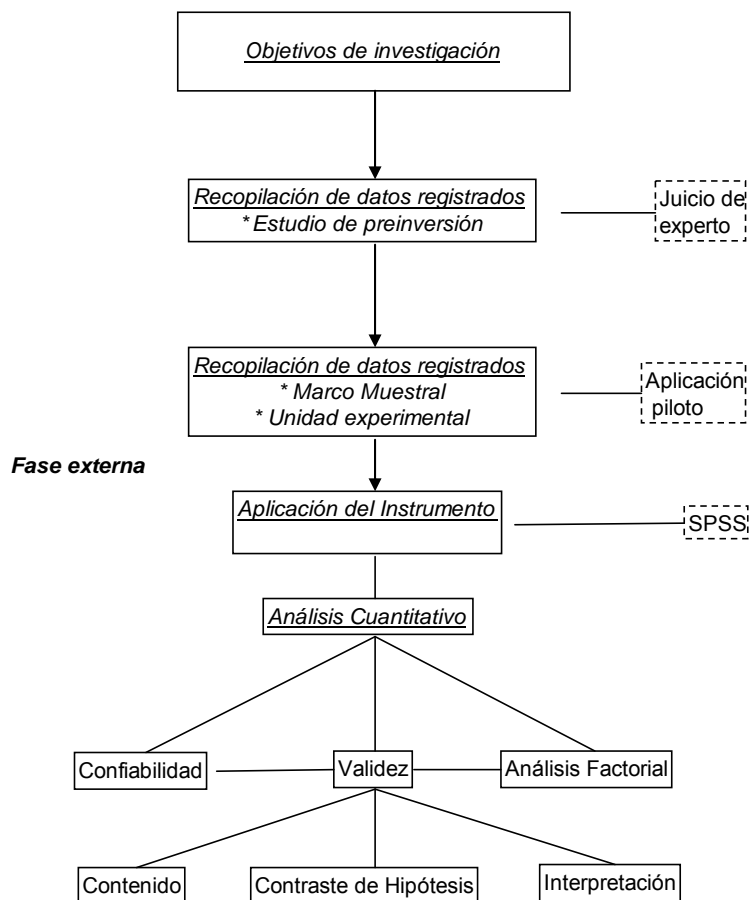 Objetivos de investigación
Recopilación de datos registrados
* Estudio de preinversión
Juicio de
experto
Recopilación de datos registrados
* Marco Muestral
* Unidad experimental
Aplicación
piloto
Fase externa
Aplicación del Instrumento
SPSS
Análisis Cuantitativo
Confiabilidad
Validez
Análisis Factorial
Contenido
Contraste de Hipótesis
Interpretación